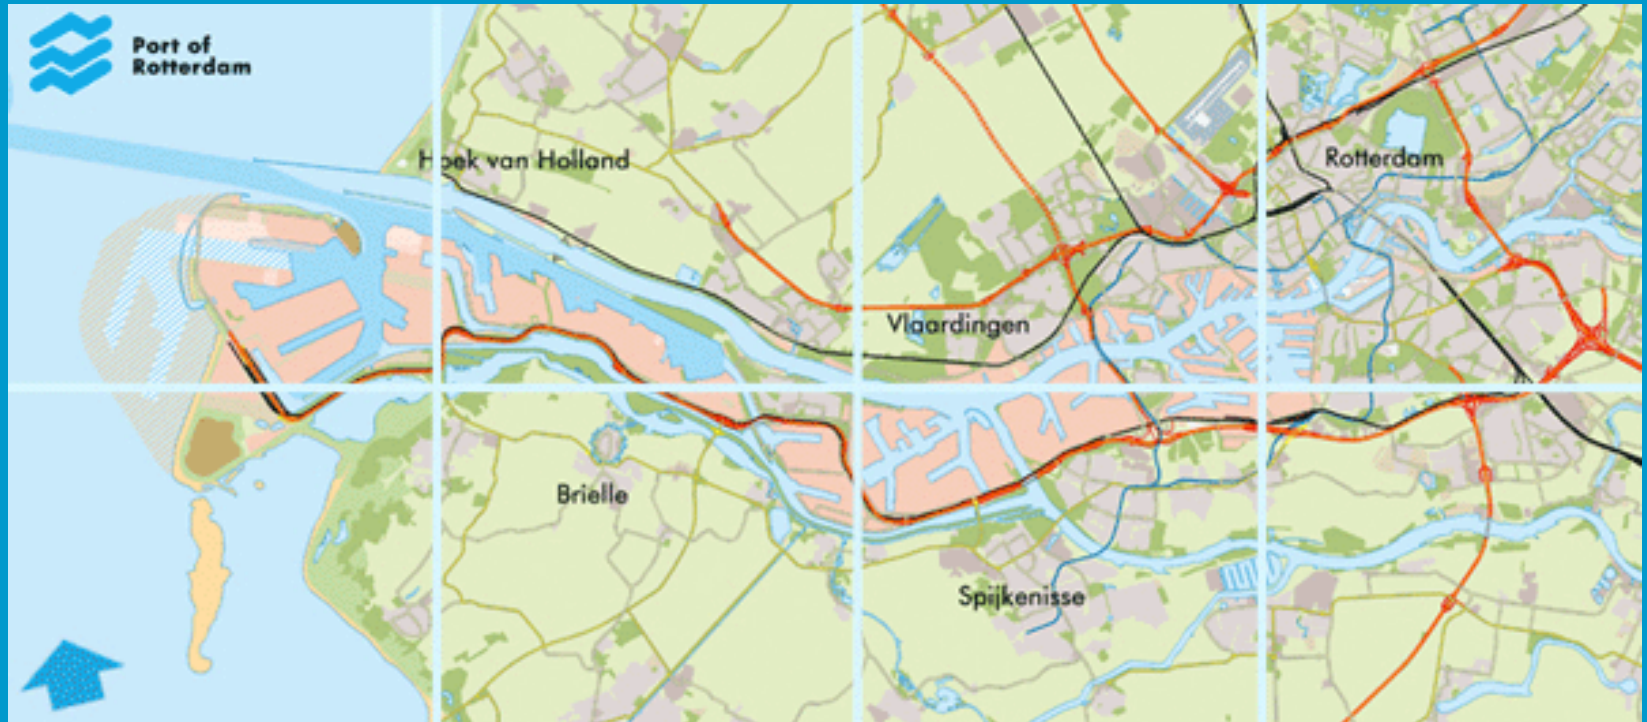 Port of
Rotterdam
Hoek van Holland
Rotterdam
Vlaardingen
Brielle
Spijkenisse